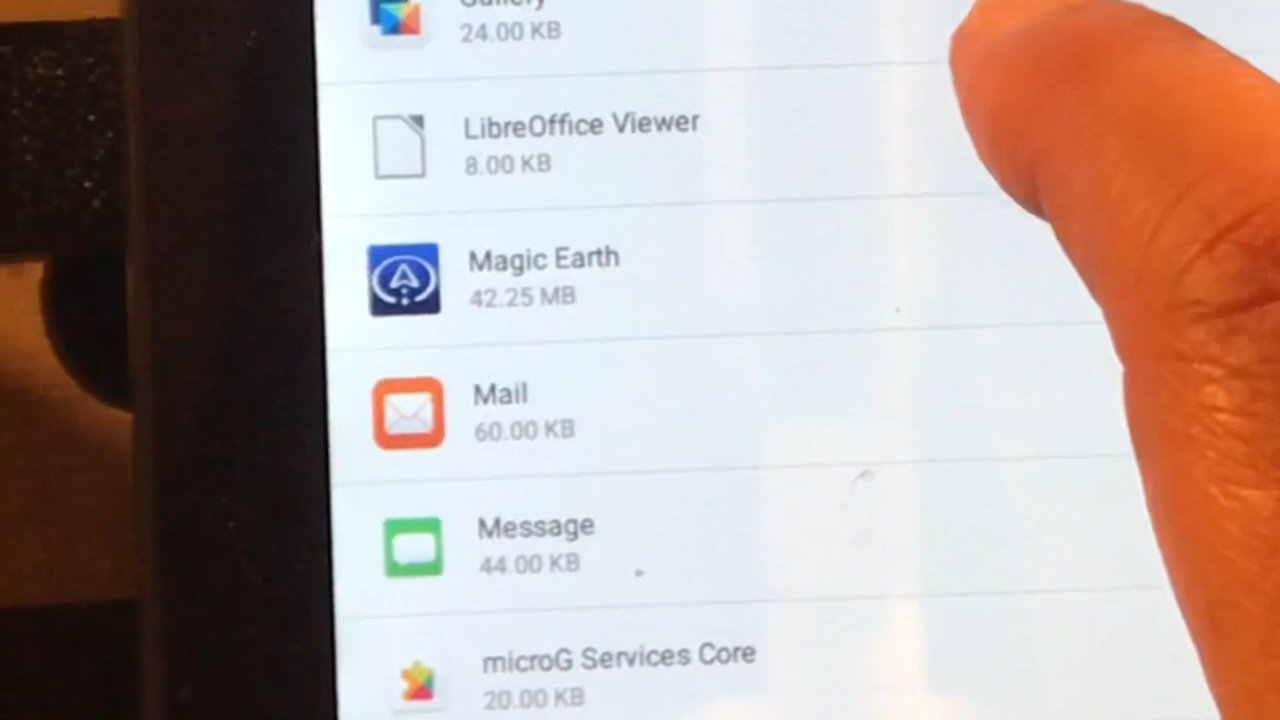 Gallery
24.00 KB
LibreOffice Viewer
8.00 KB
Magic Earth
42.25 MB
Mail
60.00 KB
Message
44.00 KB
microG Services Core
20.00 KB